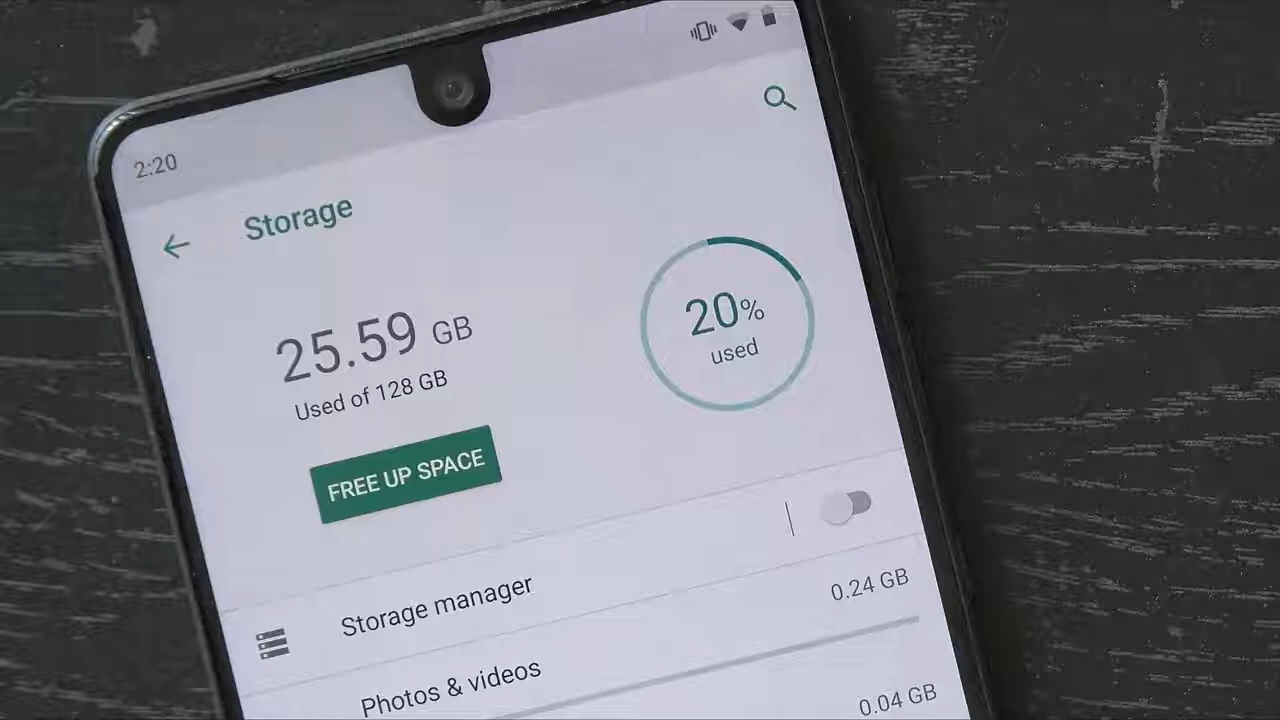 2:20
Storage
25.59 GB
Used of 128 GB
20%
used
FREE UP SPACE
Storage manager
Photos & videos
0.24 GB
0.04 GB